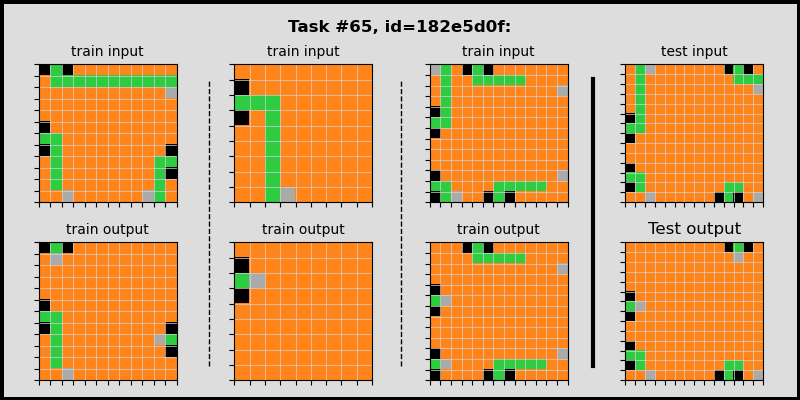 Task #65, id=182e5d0f:
train input train input train input test input
train output train output train output Test output